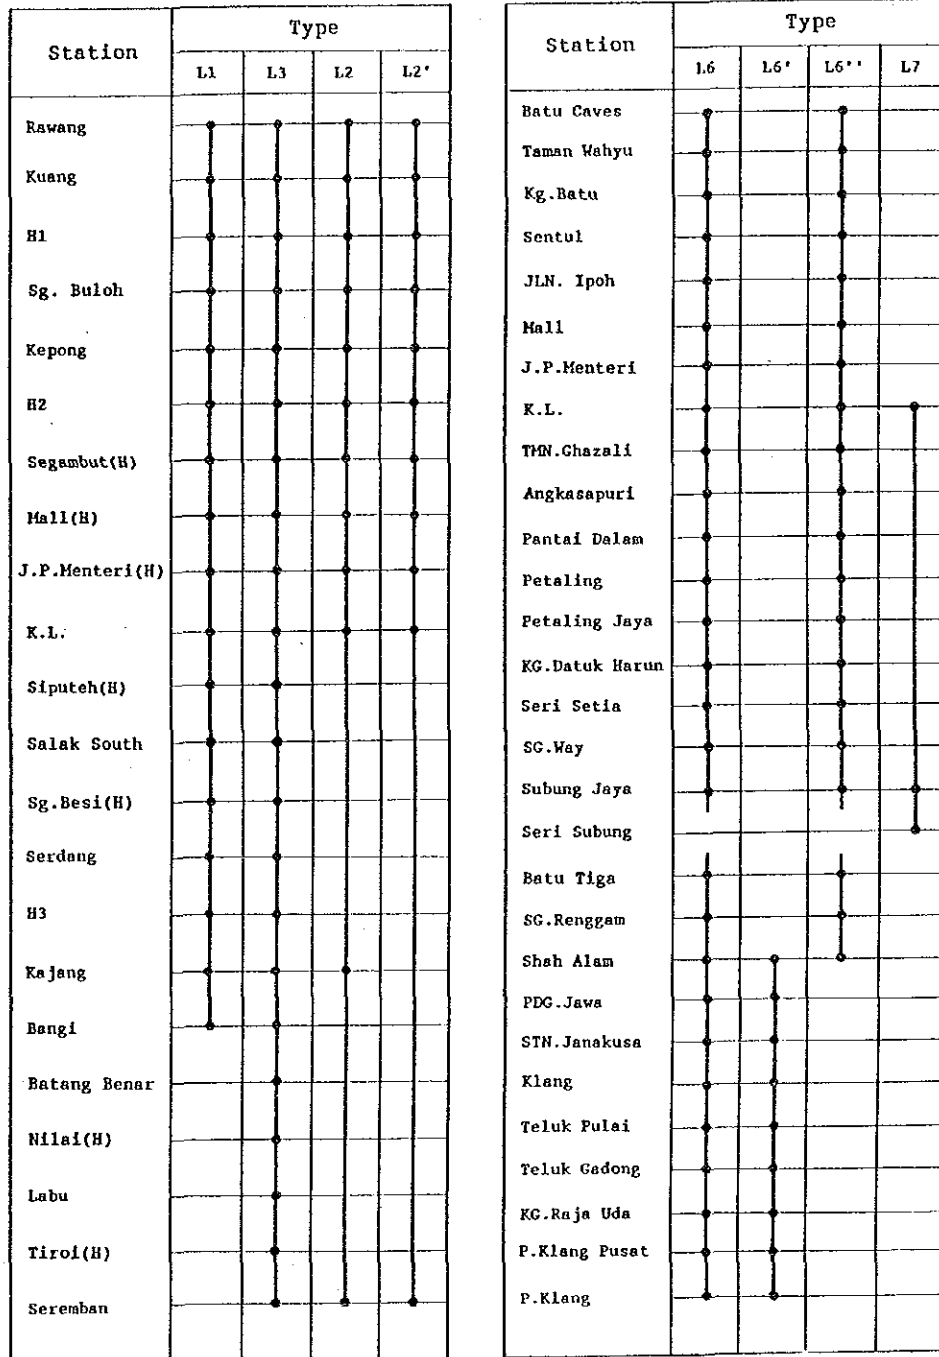 Station
Type
L1 L3 L2 L2'
Rawang
Kuang
H1
Sg. Buloh
Kepong
H2
Segambut(H)
Mall(H)
J.P.Menteri(H)
K.L.
Siputeh(H)
Salak South
Sg.Besi(H)
Serdang
H3
Kajang
Bangi
Batang Benar
Nilai(H)
Labu
Tiroi(H)
Seremban
Station
Type
L6 L6' L6'' L7
Batu Caves
Taman Wahyu
Kg.Batu
Sentul
JLN. Ipoh
Mall
J.P.Menteri
K.L.
TMN.Ghazali
Angkasapuri
Pantai Dalam
Petaling
Petaling Jaya
KG.Datuk Harun
Seri Setia
SG.Way
Subung Jaya
Seri Subung
Batu Tiga
SG.Renggam
Shah Alam
PDG.Jawa
STN.Janakusa
Klang
Teluk Pulai
Teluk Gadong
KG.Raja Uda
P.Klang Pusat
P.Klang